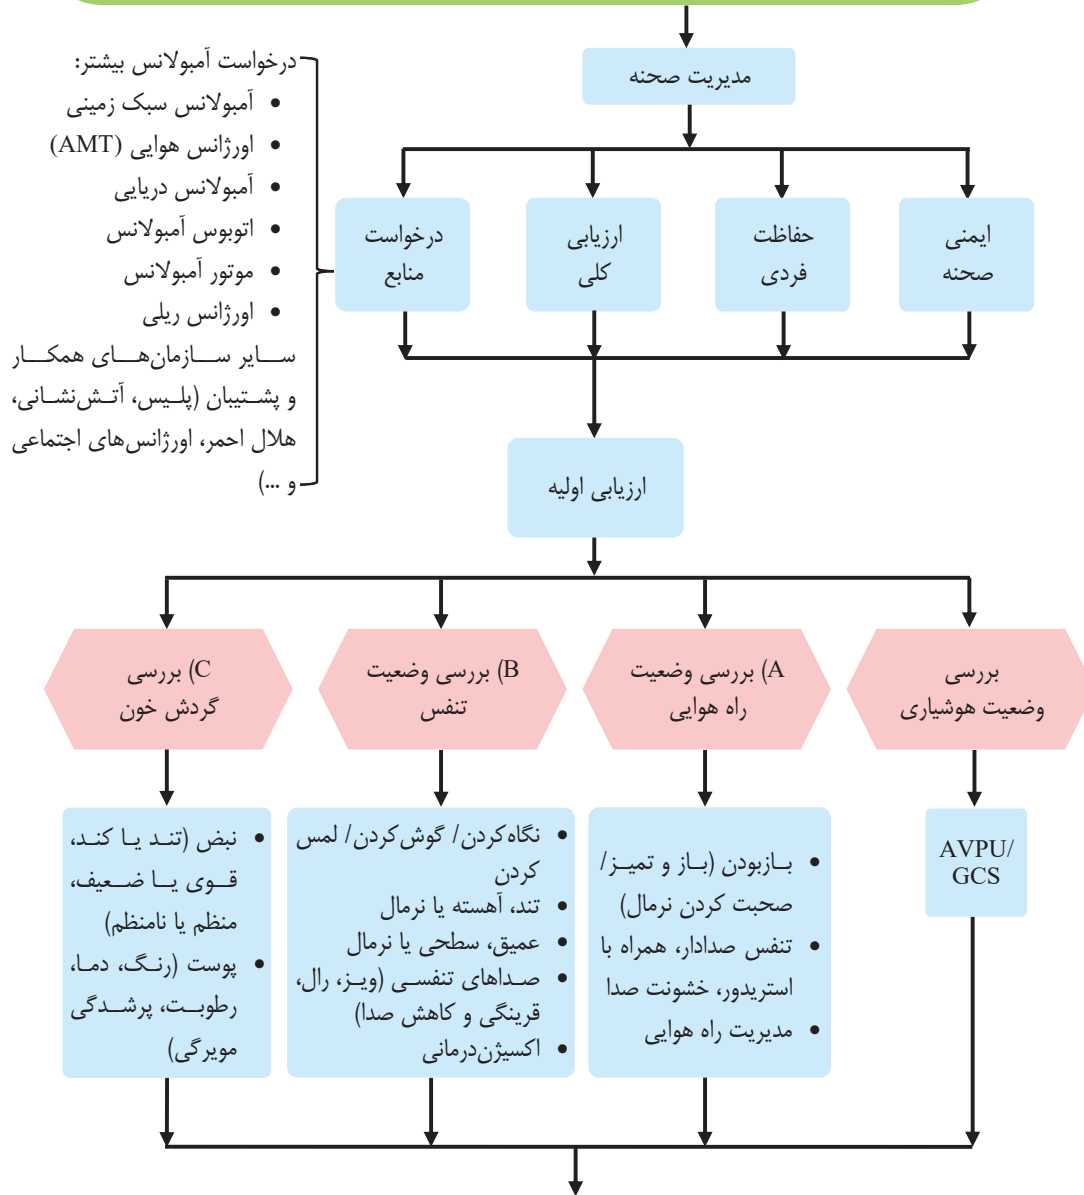 مدیریت صحنه
ایمنی
صحنه
حفاظت
فردی
ارزیابی
کلی
درخواست
منابع
درخواست آمبولانس بیشتر:
• آمبولانس سبک زمینی
• اورژانس هوایی (AMT)
• آمبولانس دریایی
• اتوبوس آمبولانس
• موتور آمبولانس
• اورژانس ریلی
سایر سازمان‌های همکار
و پشتیبان (پلیس، آتش‌نشانی،
هلال احمر، اورژانس‌های اجتماعی
و ...)
ارزیابی اولیه
بررسی
وضعیت هوشیاری
A) بررسی وضعیت
راه هوایی
B) بررسی وضعیت
تنفس
C) بررسی
گردش خون
AVPU/
GCS
• بازبودن (باز و تمیز/
صحبت کردن نرمال)
• تنفس صدادار، همراه با
استریدور، خشونت صدا
• مدیریت راه هوایی
• نگاه‌کردن/ گوش‌کردن/ لمس
کردن
• تند، آهسته یا نرمال
• عمیق، سطحی یا نرمال
• صداهای تنفسی (ویز، رال،
قرینگی و کاهش صدا)
• اکسیژن‌درمانی
• نبض (تند یا کند،
قوی یا ضعیف،
منظم یا نامنظم)
• پوست (رنگ، دما،
رطوبت، پرشدگی
مویرگی)